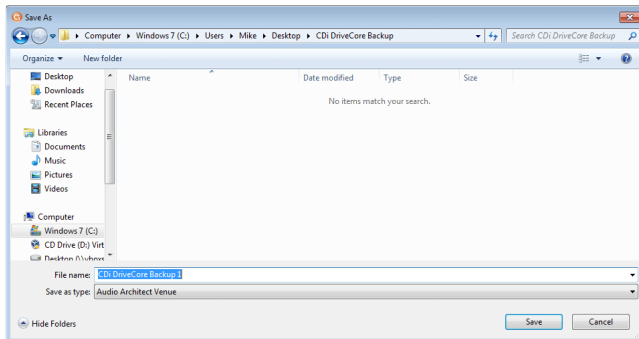 Save As
Computer Windows 7 (C:) Users Mike Desktop CDi DriveCore Backup Search CDi DriveCore Backup
Organize New folder
Desktop Name Date modified Type Size
Downloads No items match your search.
Recent Places
Libraries
Documents
Music
Pictures
Videos
Computer
Windows 7 (C:)
CD Drive (D:) Virt
File name: CDi DriveCore Backup 1
Save as type: Audio Architect Venue
Hide Folders Save Cancel